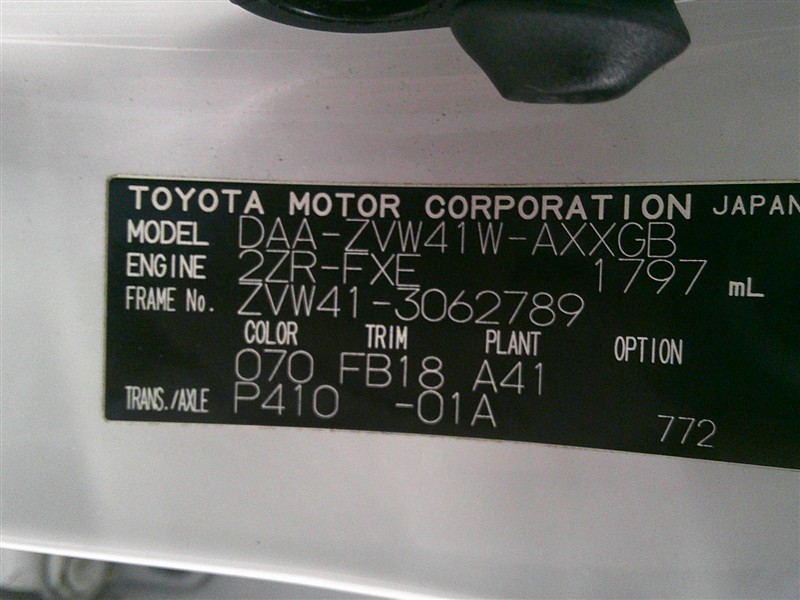 TOYOTA MOTOR CORPORATION JAPAN
MODEL DAA-ZVW41W-AXXGB
ENGINE 2ZR-FXE 1797 mL
FRAME No. ZVW41-3062789
COLOR TRIM PLANT OPTION
070 FB18 A41
TRANS./AXLE P410 -01A
772